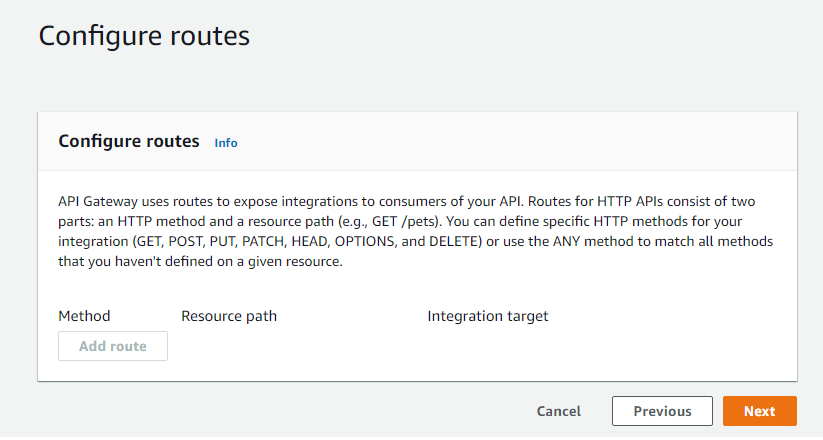 Configure routes
Configure routes Info
API Gateway uses routes to expose integrations to consumers of your API. Routes for HTTP APIs consist of two
parts: an HTTP method and a resource path (e.g., GET /pets). You can define specific HTTP methods for your
integration (GET, POST, PUT, PATCH, HEAD, OPTIONS, and DELETE) or use the ANY method to match all methods
that you haven't defined on a given resource.
Method Resource path Integration target
Add route
Cancel Previous Next